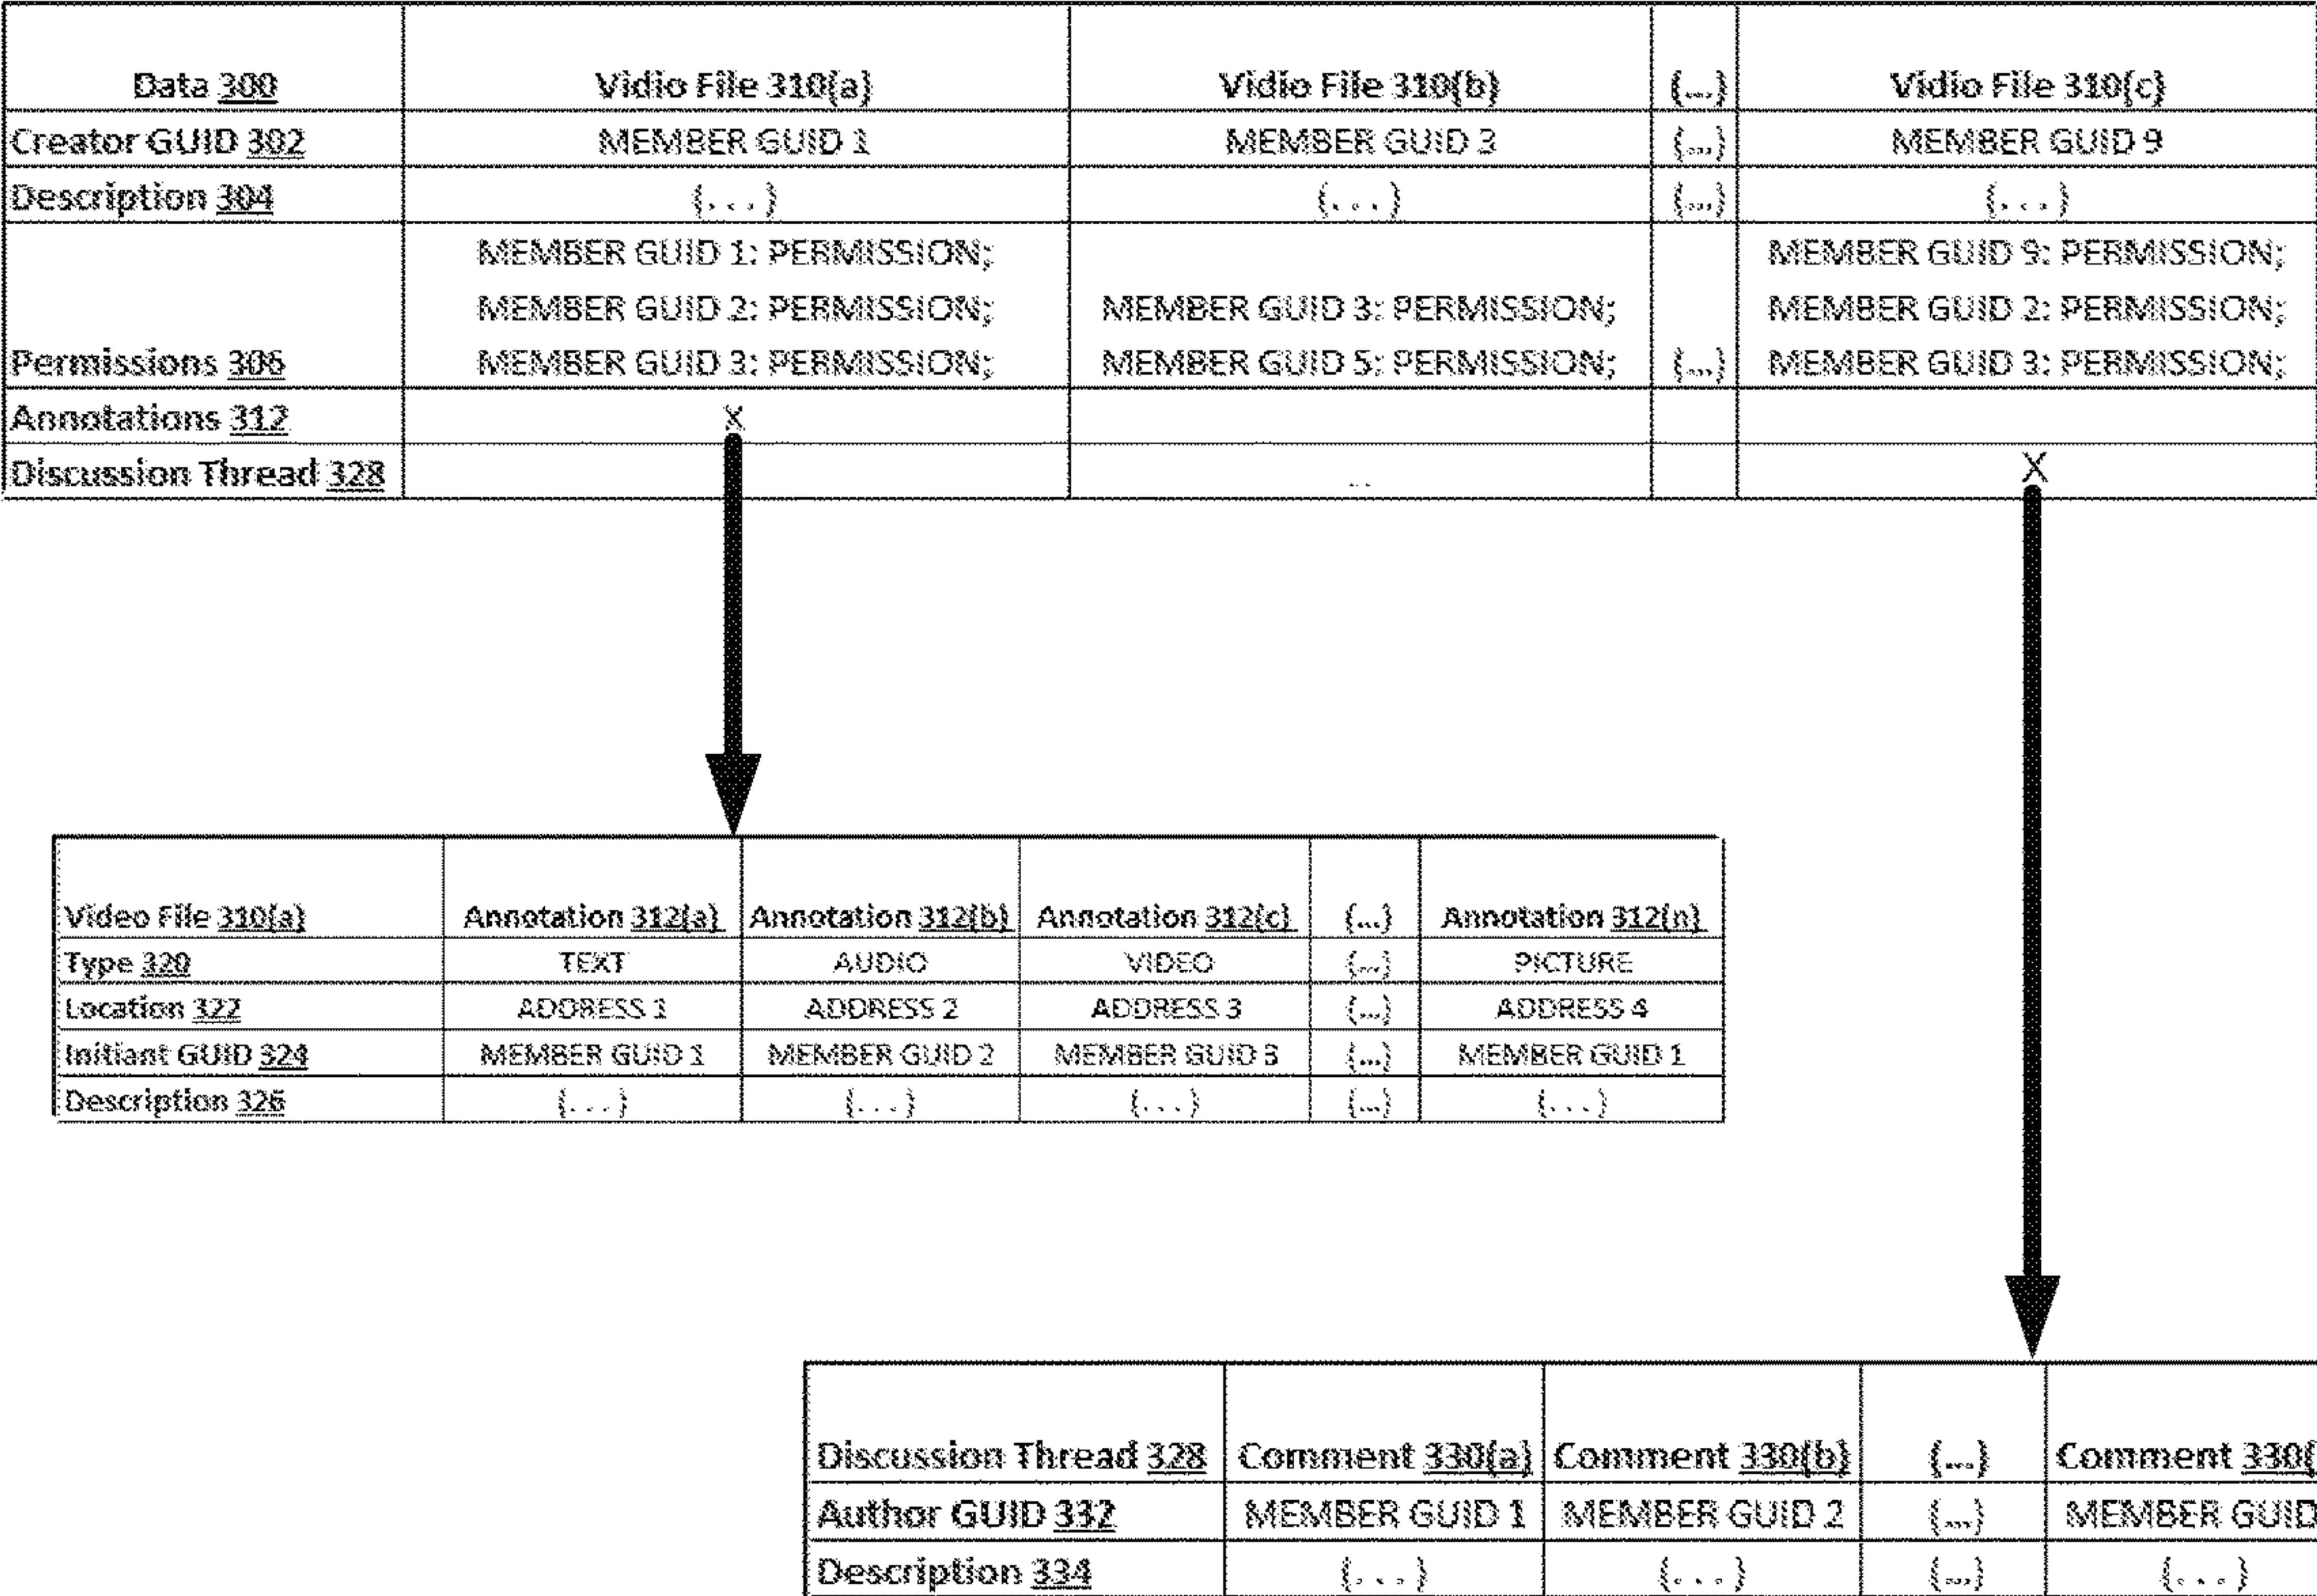 Data 300 Vidio File 310(a) Vidio File 310(b) (...) Vidio File 310(c)
Creator GUID 302 MEMBER GUID 1 MEMBER GUID 3 (...) MEMBER GUID 9
Description 304 (...) (...) (...) (...)
MEMBER GUID 1: PERMISSION; MEMBER GUID 9: PERMISSION;
MEMBER GUID 2: PERMISSION; MEMBER GUID 3: PERMISSION; MEMBER GUID 2: PERMISSION;
Permissions 306 MEMBER GUID 3: PERMISSION; MEMBER GUID 5: PERMISSION; (...) MEMBER GUID 3: PERMISSION;
Annotations 312 X
Discussion Thread 328 X
Video File 310(a) Annotation 312(a) Annotation 312(b) Annotation 312(c) (...) Annotation 312(n)
Type 320 TEXT AUDIO VIDEO (...) PICTURE
Location 322 ADDRESS 1 ADDRESS 2 ADDRESS 3 (...) ADDRESS 4
Initiant GUID 324 MEMBER GUID 1 MEMBER GUID 2 MEMBER GUID 3 (...) MEMBER GUID 1
Description 326 (...) (...) (...) (...) (...)
Discussion Thread 328 Comment 330(a) Comment 330(b) (...) Comment 330(
Author GUID 332 MEMBER GUID 1 MEMBER GUID 2 (...) MEMBER GUID
Description 334 (...) (...) (...) (...)